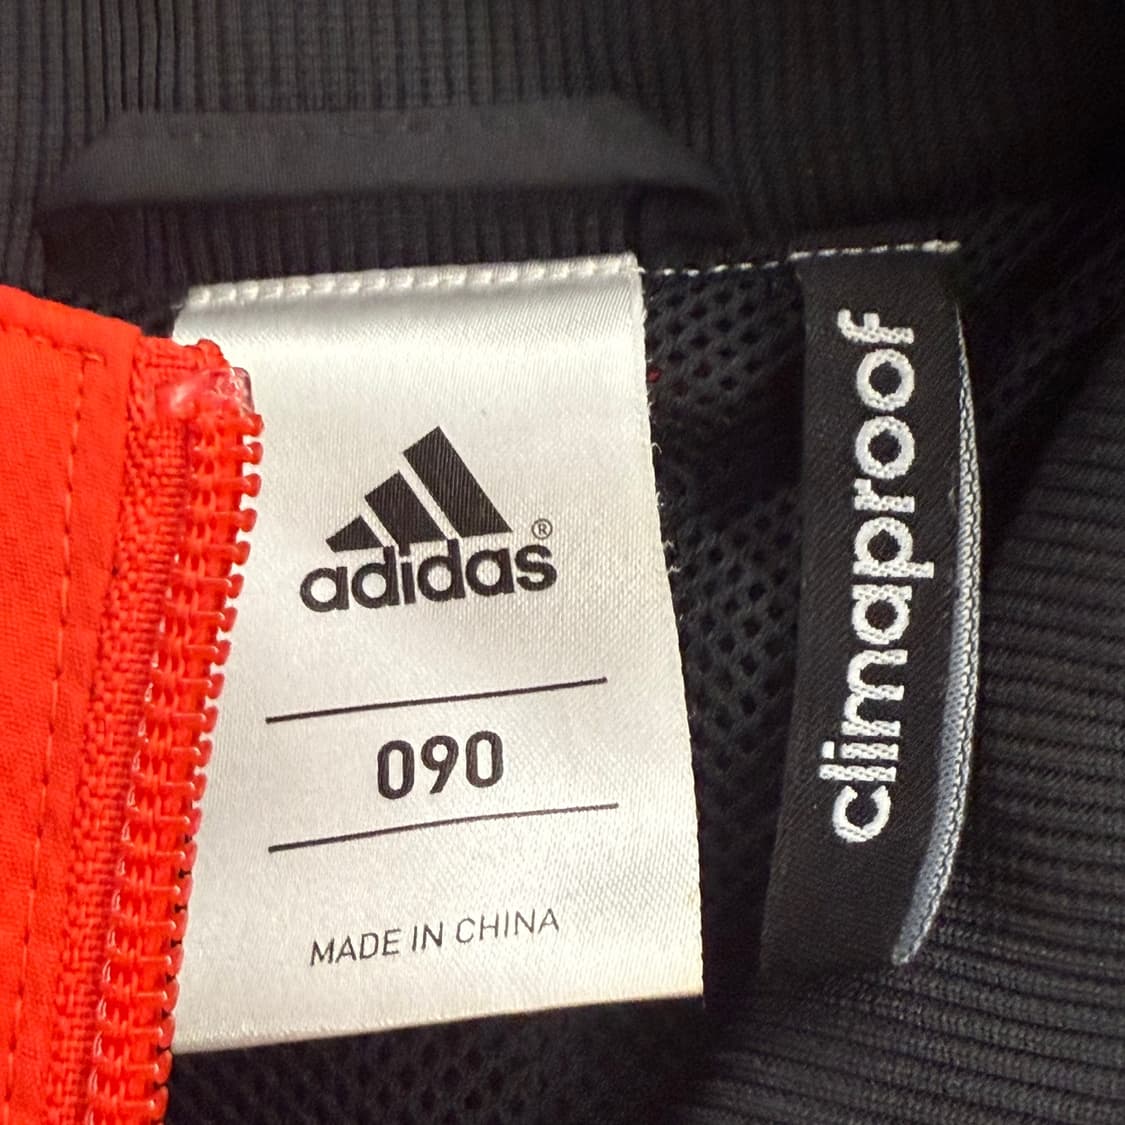 adidas®
090
MADE IN CHINA
climaproof